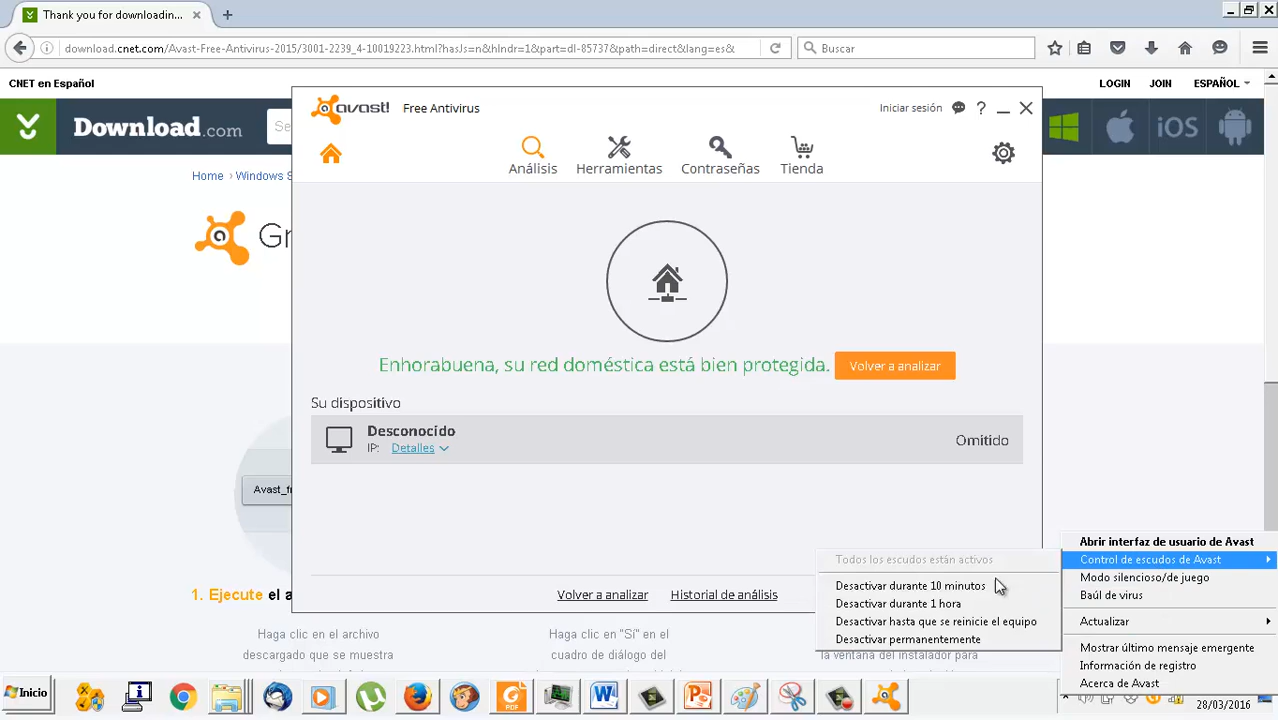 Thank you for downloadin...
download.cnet.com/Avast-Free-Antivirus-2015/3001-2239_4-10019223.html?hasJs=n&hlndr=1&part=dl-85737&path=direct&lang=es&
Buscar
CNET en Español
LOGIN JOIN ESPAÑOL
Download.com
Se
iOS
Home › Windows S
Gr
avast! Free Antivirus
Iniciar sesión
Análisis Herramientas Contraseñas Tienda
Enhorabuena, su red doméstica está bien protegida. Volver a analizar
Su dispositivo
Desconocido
IP: Detalles
Omitido
Volver a analizar Historial de análisis
Avast_fr
1. Ejecute el a
Haga clic en el archivo
descargado que se muestra
Haga clic en "Sí" en el
cuadro de diálogo del
la ventana del instalador para
Todos los escudos están activos
Desactivar durante 10 minutos
Desactivar durante 1 hora
Desactivar hasta que se reinicie el equipo
Desactivar permanentemente
Abrir interfaz de usuario de Avast
Control de escudos de Avast
Modo silencioso/de juego
Baúl de virus
Actualizar
Mostrar último mensaje emergente
Información de registro
Acerca de Avast
Inicio
PDF
28/03/2016